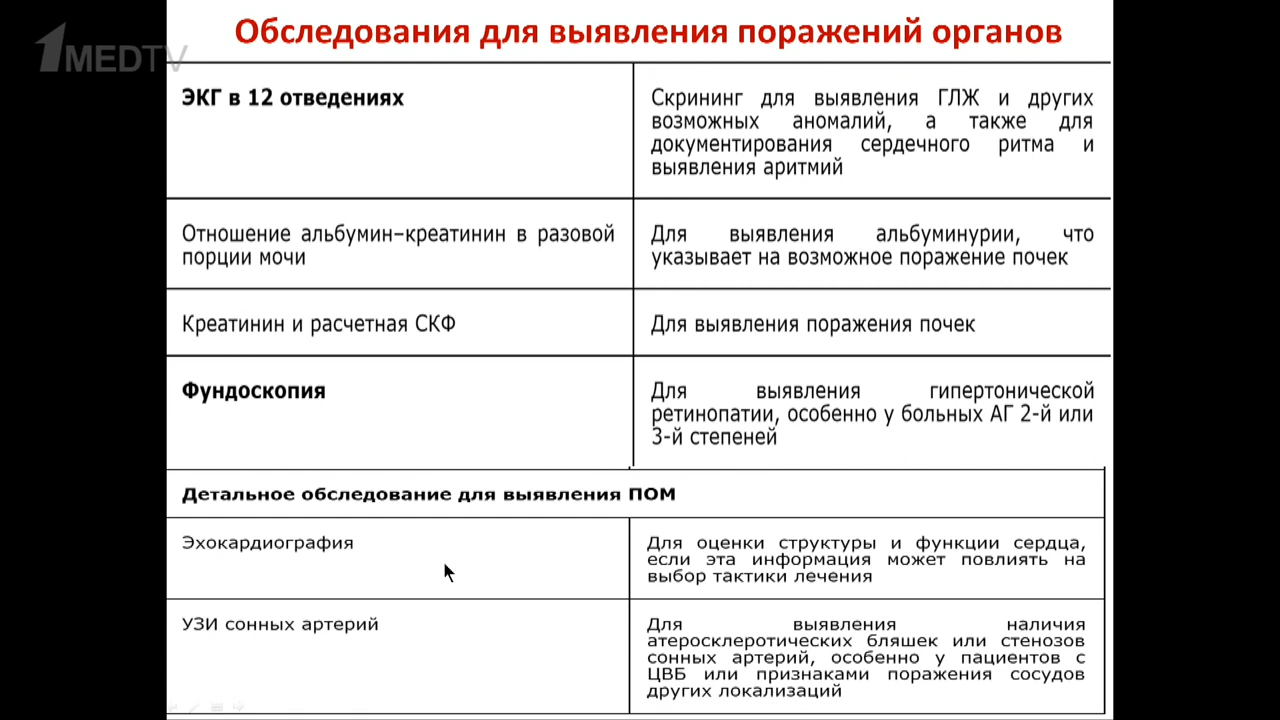 1MEDTV
Обследования для выявления поражений органов
ЭКГ в 12 отведениях
Скрининг для выявления ГЛЖ и других
возможных аномалий, а также для
документирования сердечного ритма и
выявления аритмий
Отношение альбумин–креатинин в разовой
порции мочи
Для выявления альбуминурии, что
указывает на возможное поражение почек
Креатинин и расчетная СКФ
Для выявления поражения почек
Фундоскопия
Для выявления гипертонической
ретинопатии, особенно у больных АГ 2-й или
3-й степеней
Детальное обследование для выявления ПОМ
Эхокардиография
Для оценки структуры и функции сердца,
если эта информация может повлиять на
выбор тактики лечения
УЗИ сонных артерий
Для выявления наличия
атеросклеротических бляшек или стенозов
сонных артерий, особенно у пациентов с
ЦВБ или признаками поражения сосудов
других локализаций